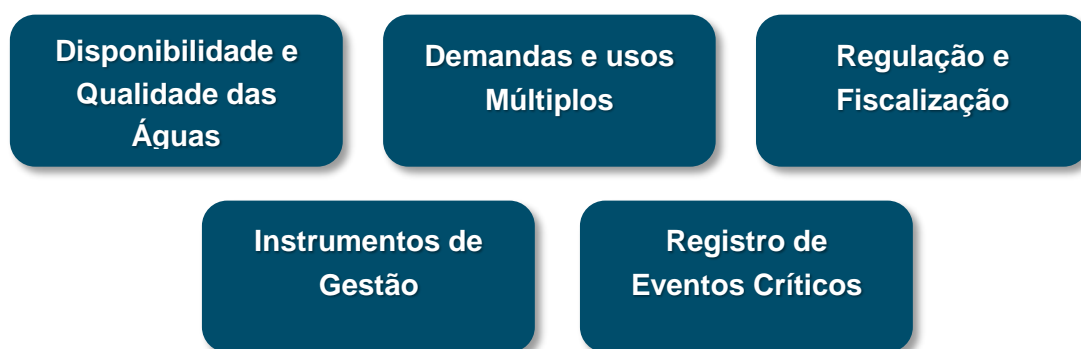 Disponibilidade e
Qualidade das
Águas
Demandas e usos
Múltiplos
Regulação e
Fiscalização
Instrumentos de
Gestão
Registro de
Eventos Críticos